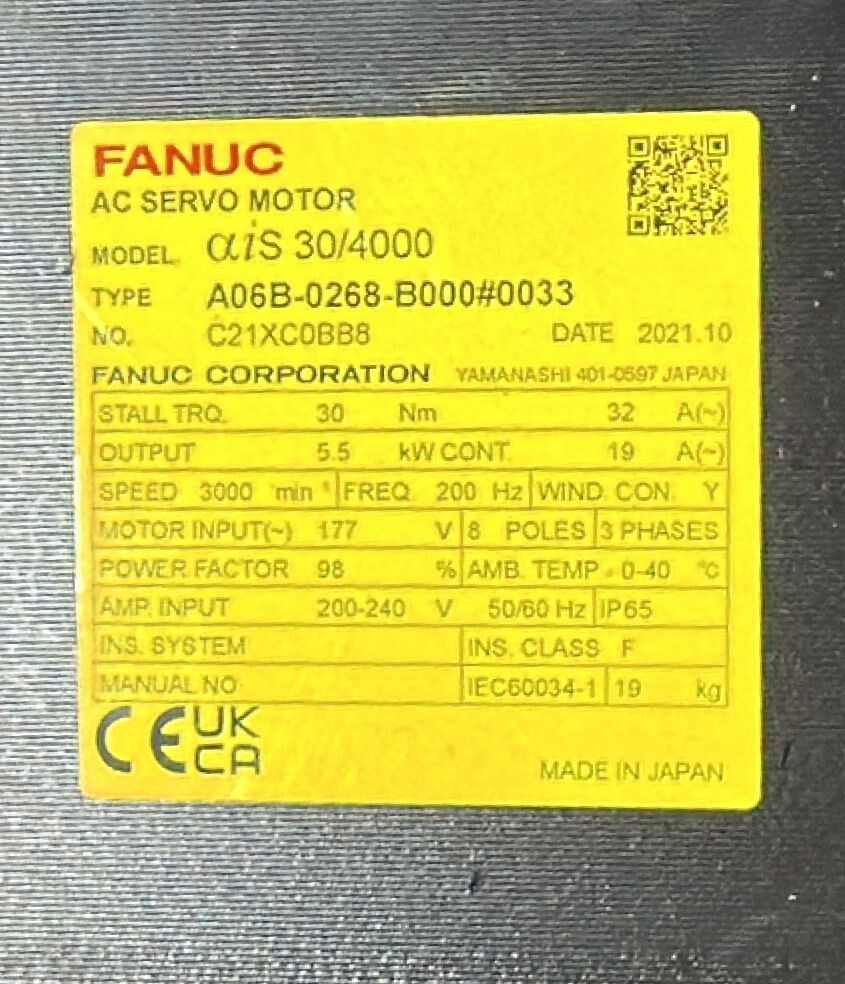 FANUC
AC SERVO MOTOR
MODEL αiS 30/4000
TYPE A06B-0268-B000#0033
NO. C21XC0BB8 DATE 2021.10
FANUC CORPORATION YAMANASHI 401-0597 JAPAN
STALL TRQ. 30 Nm 32 A(~)
OUTPUT 5.5 kW CONT. 19 A(~)
SPEED 3000 min⁻¹ FREQ. 200 Hz WIND. CON. Y
MOTOR INPUT(~) 177 V 8 POLES 3 PHASES
POWER FACTOR 98 % AMB. TEMP. 0-40 °C
AMP. INPUT 200-240 V 50/60 Hz IP65
INS. SYSTEM INS. CLASS F
MANUAL NO. IEC60034-1 19 kg
CE UK
CA
MADE IN JAPAN